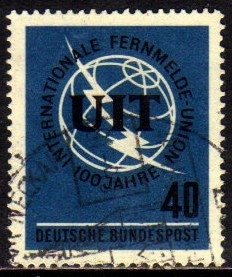 INTERNATIONALE FERNMELDE-UNION
100 JAHRE
UIT
40
DEUTSCHE BUNDESPOST